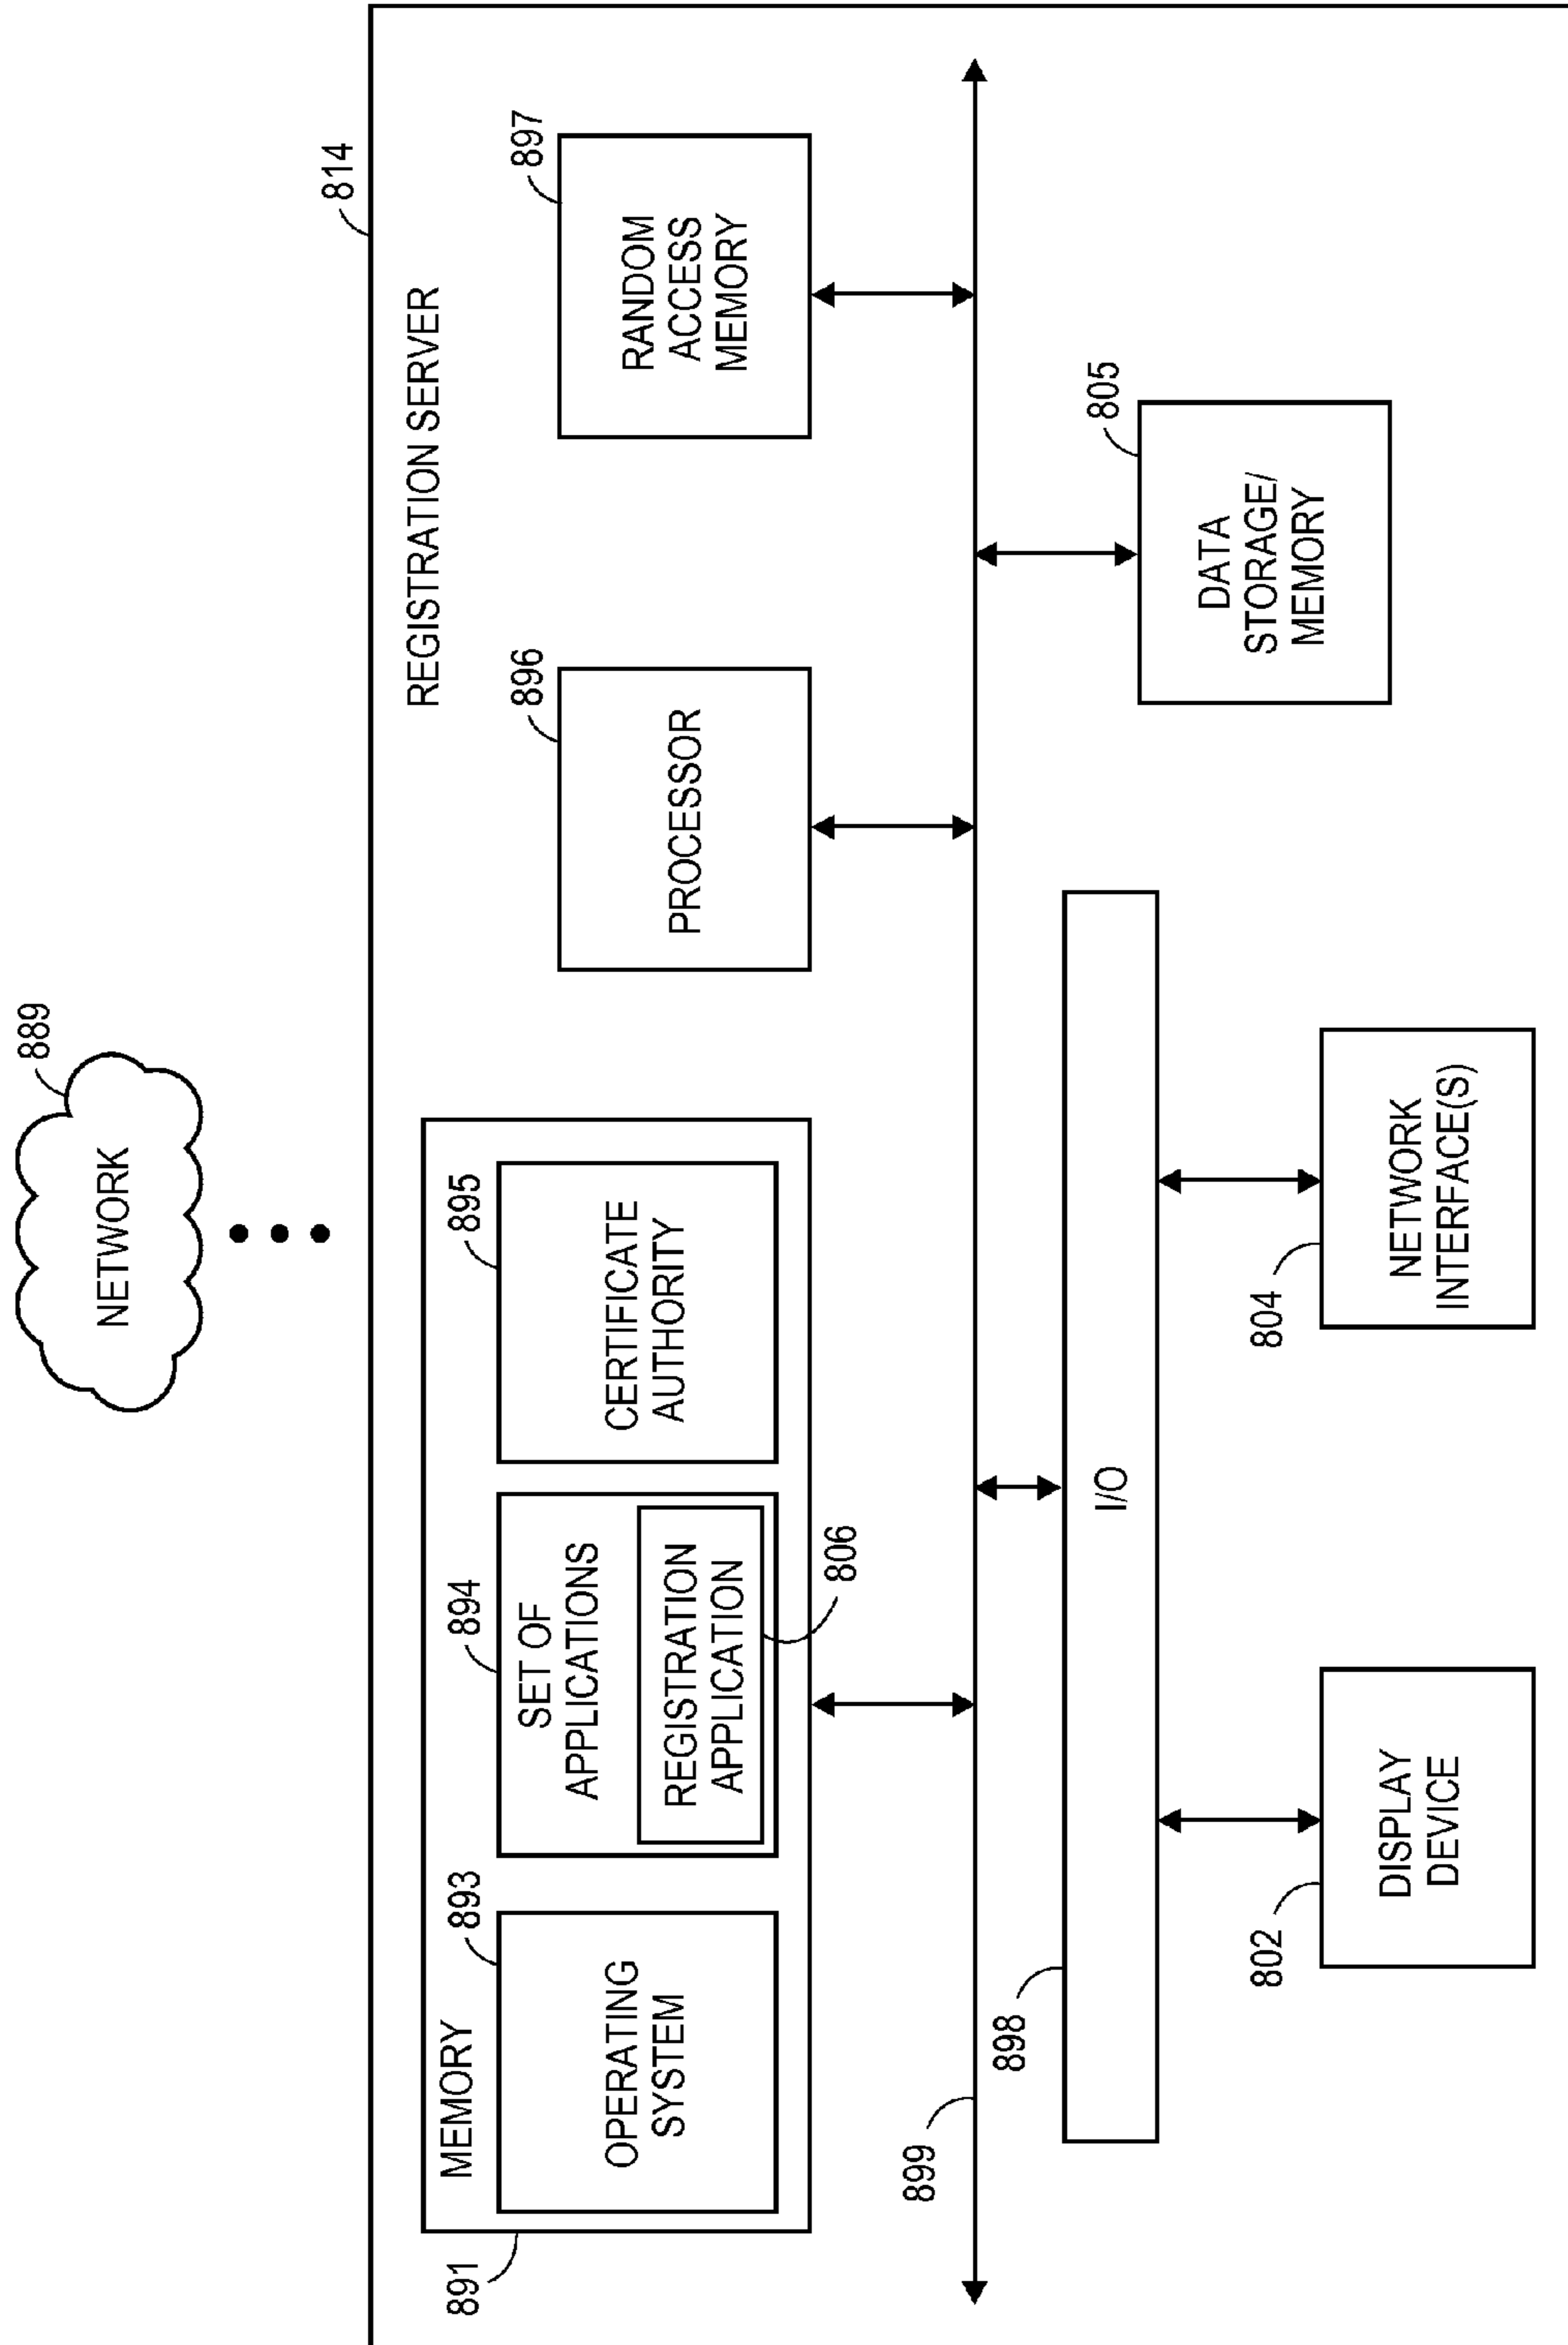 889
NETWORK
814
REGISTRATION SERVER
891
MEMORY
893
OPERATING
SYSTEM
894
SET OF
APPLICATIONS
REGISTRATION
APPLICATION
806
895
CERTIFICATE
AUTHORITY
896
PROCESSOR
897
RANDOM
ACCESS
MEMORY
899
898
I/O
805
DATA
STORAGE/
MEMORY
802
DISPLAY
DEVICE
804
NETWORK
INTERFACE(S)